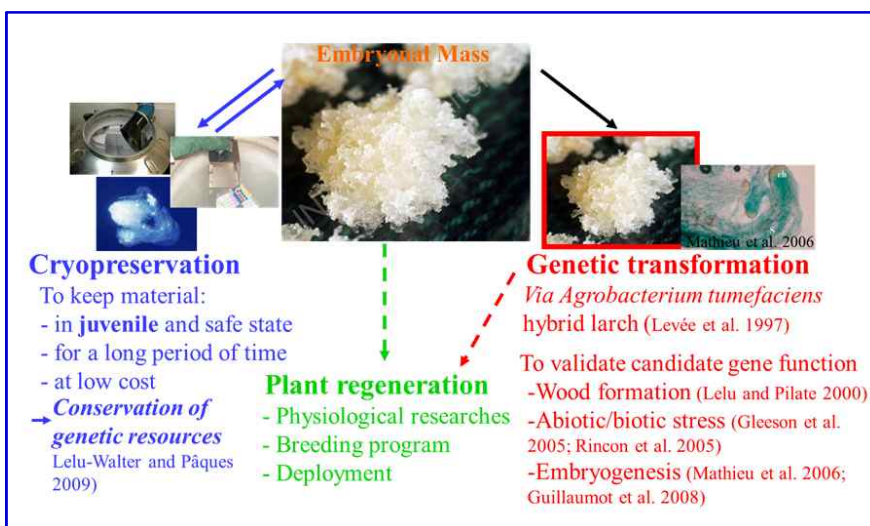 Embryonal Mass
Mathieu et al. 2006
Cryopreservation
To keep material:
- in juvenile and safe state
- for a long period of time
- at low cost
Conservation of
genetic resources
Lelu-Walter and Pâques
2009)
Plant regeneration
- Physiological researches
- Breeding program
- Deployment
Genetic transformation
Via Agrobacterium tumefaciens
hybrid larch (Levée et al. 1997)
To validate candidate gene function
-Wood formation (Lelu and Pilate 2000)
-Abiotic/biotic stress (Gleeson et al.
2005; Rincon et al. 2005)
-Embryogenesis (Mathieu et al. 2006;
Guillaumot et al. 2008)